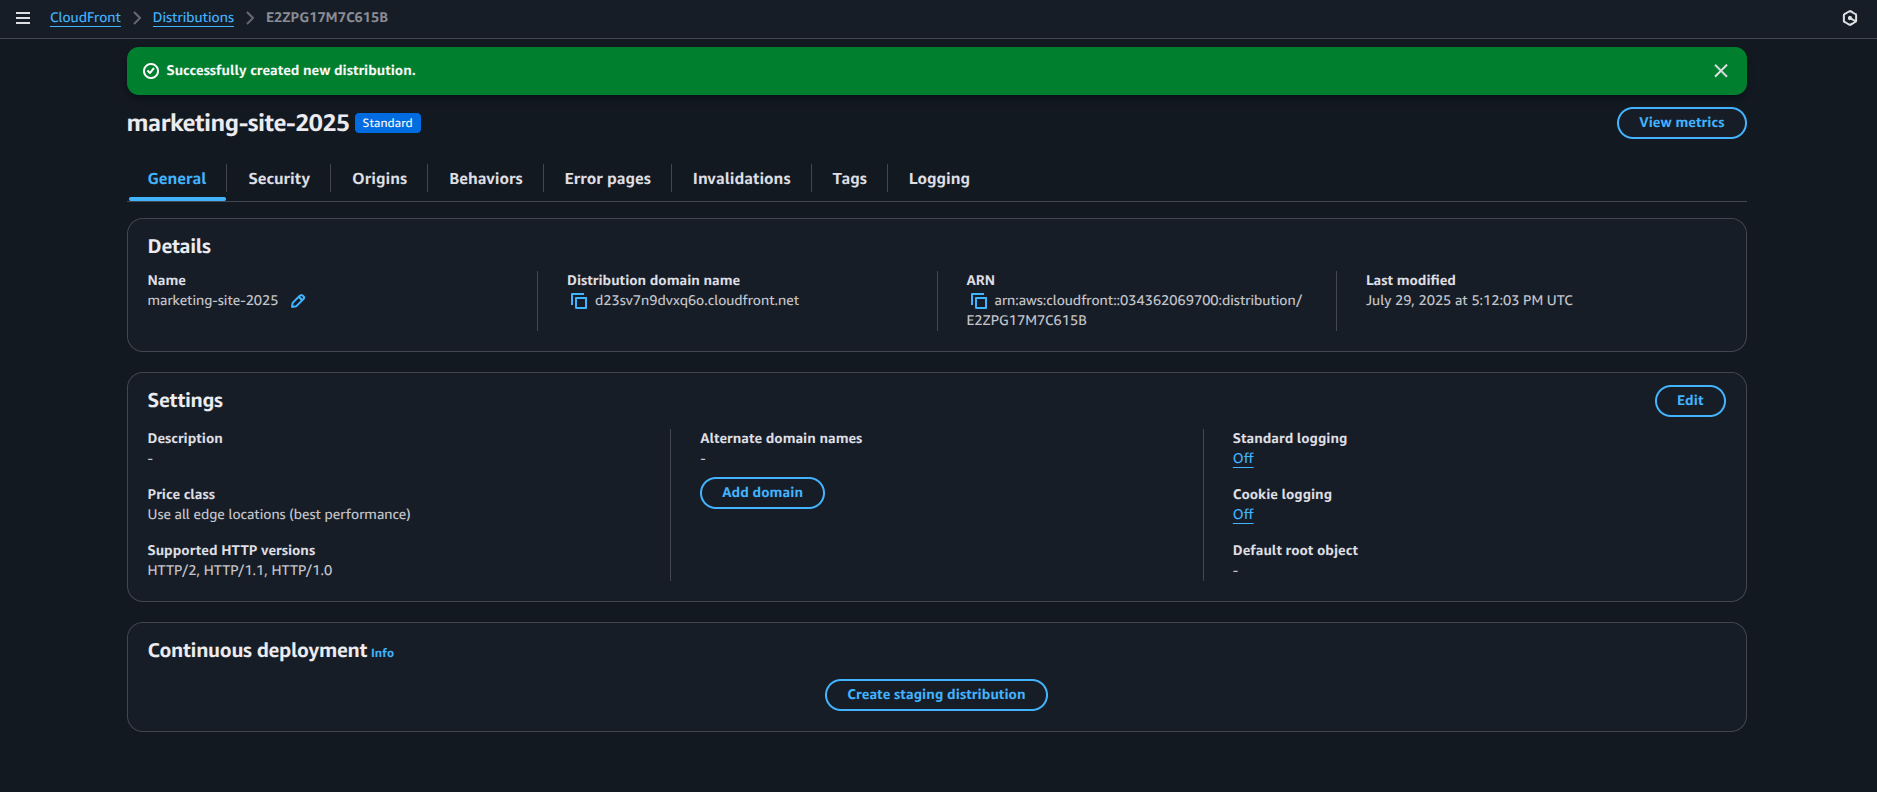 CloudFront > Distributions > E2ZPG17M7C615B
Successfully created new distribution.
marketing-site-2025 Standard View metrics
General Security Origins Behaviors Error pages Invalidations Tags Logging
Details
Name
marketing-site-2025
Distribution domain name
d23sv7n9dvxq6o.cloudfront.net
ARN
arn:aws:cloudfront::034362069700:distribution/
E2ZPG17M7C615B
Last modified
July 29, 2025 at 5:12:03 PM UTC
Settings
Edit
Description
-
Price class
Use all edge locations (best performance)
Supported HTTP versions
HTTP/2, HTTP/1.1, HTTP/1.0
Alternate domain names
-
Add domain
Standard logging
Off
Cookie logging
Off
Default root object
-
Continuous deployment Info
Create staging distribution